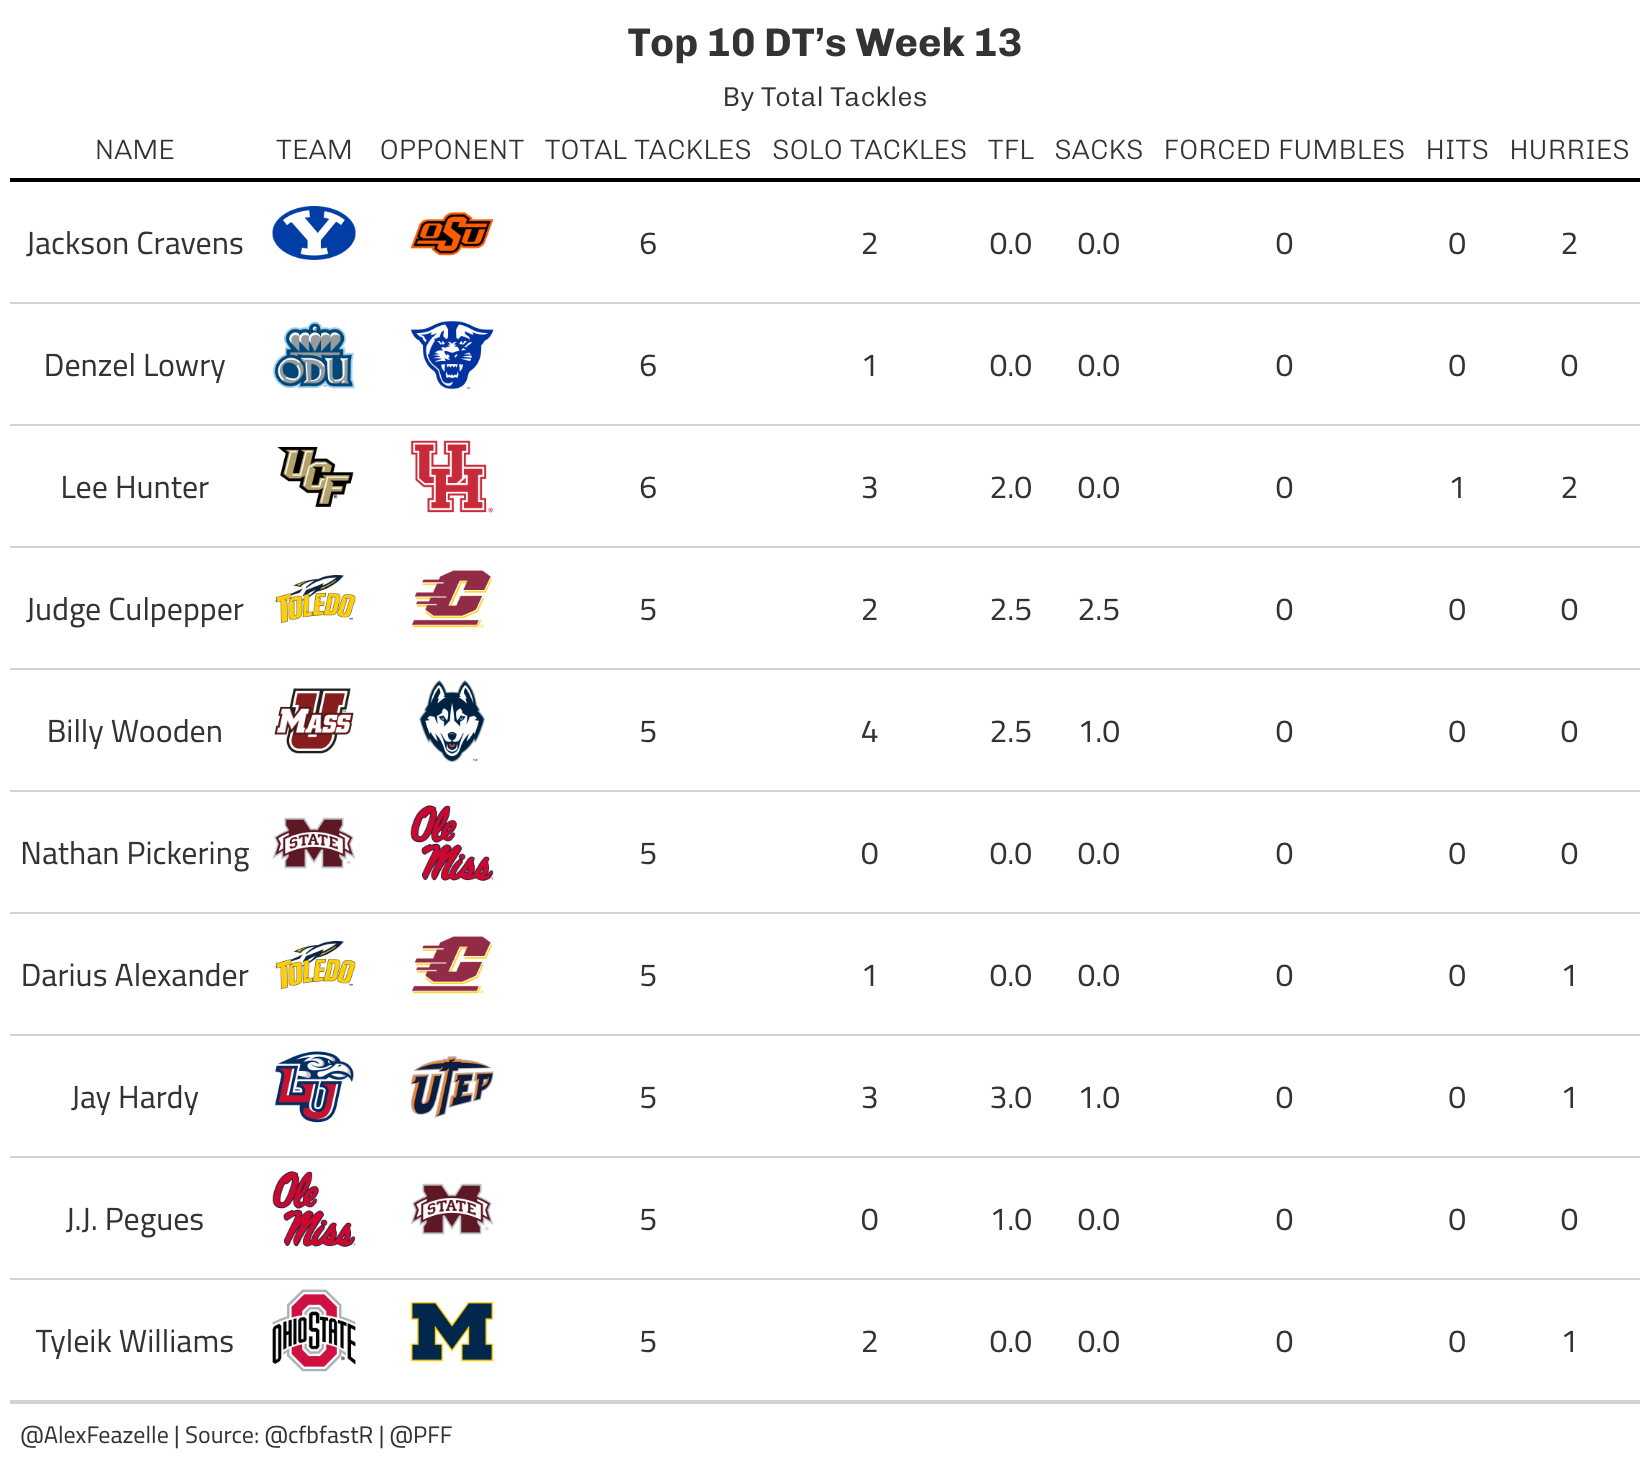 Top 10 DT’s Week 13
By Total Tackles
NAME TEAM OPPONENT TOTAL TACKLES SOLO TACKLES TFL SACKS FORCED FUMBLES HITS HURRIES
Jackson Cravens Y OSU 6 2 0.0 0.0 0 0 2
Denzel Lowry ODU 6 1 0.0 0.0 0 0 0
Lee Hunter UCF UH 6 3 2.0 0.0 0 1 2
Judge Culpepper TOLEDO C 5 2 2.5 2.5 0 0 0
Billy Wooden UMASS 5 4 2.5 1.0 0 0 0
Nathan Pickering M STATE Ole Miss 5 0 0.0 0.0 0 0 0
Darius Alexander TOLEDO C 5 1 0.0 0.0 0 0 1
Jay Hardy LU UTEP 5 3 3.0 1.0 0 0 1
J.J. Pegues Ole Miss M STATE 5 0 1.0 0.0 0 0 0
Tyleik Williams OHIO STATE M 5 2 0.0 0.0 0 0 1
@AlexFeazelle | Source: @cfbfastR | @PFF